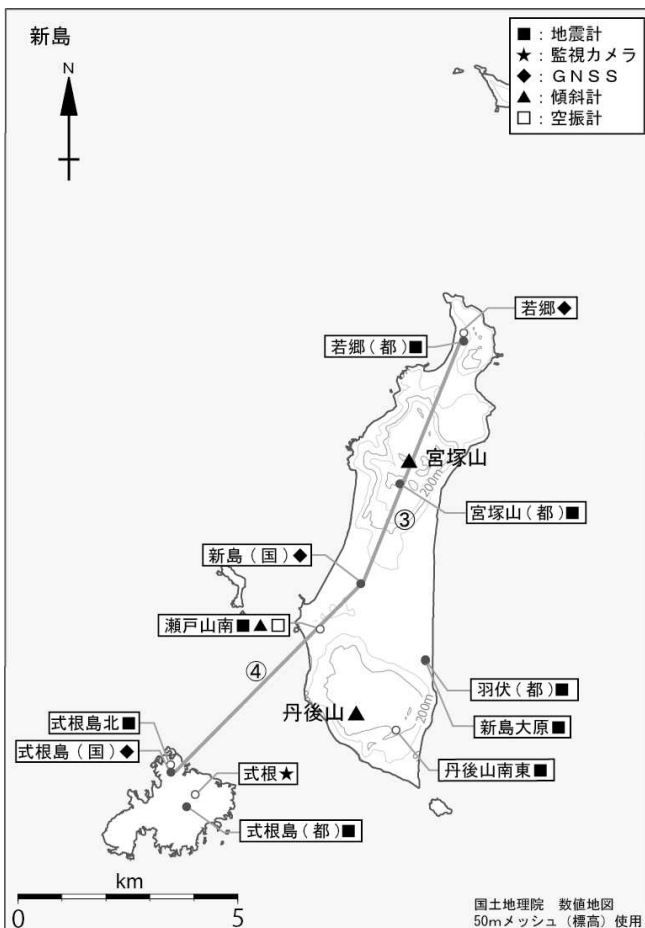 新島
N
■：地震計
★：監視カメラ
◆：ＧＮＳＳ
▲：傾斜計
□：空振計
若郷◆
若郷（都）■
宮塚山
200m
宮塚山（都）■
③
新島（国）◆
瀬戸山南■▲□
④
羽伏（都）■
丹後山
200m
新島大原■
式根島北■
式根島（国）◆
丹後山南東■
式根★
式根島（都）■
km
0 5
国土地理院　数値地図
50mメッシュ（標高）使用